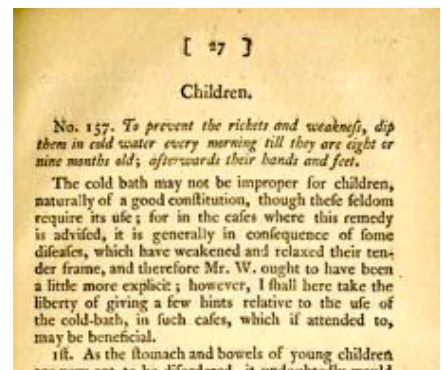 [ 27 ]
Children.
No. 157. To prevent the rickets and weakneſs, dip
them in cold water every morning till they are eight or
nine months old; afterwards their hands and feet.
The cold bath may not be improper for children,
naturally of a good conſtitution, though theſe ſeldom
require its uſe; for in the caſes where this remedy
is adviſed, it is generally in conſequence of ſome
diſeaſes, which have weakened and relaxed their ten-
der frame, and therefore Mr. W. ought to have been
a little more explicit; however, I ſhall here take the
liberty of giving a few hints relative to the uſe of
the cold-bath, in ſuch caſes, which if attended to,
may be beneficial.
1ſt. As the ſtomach and bowels of young children